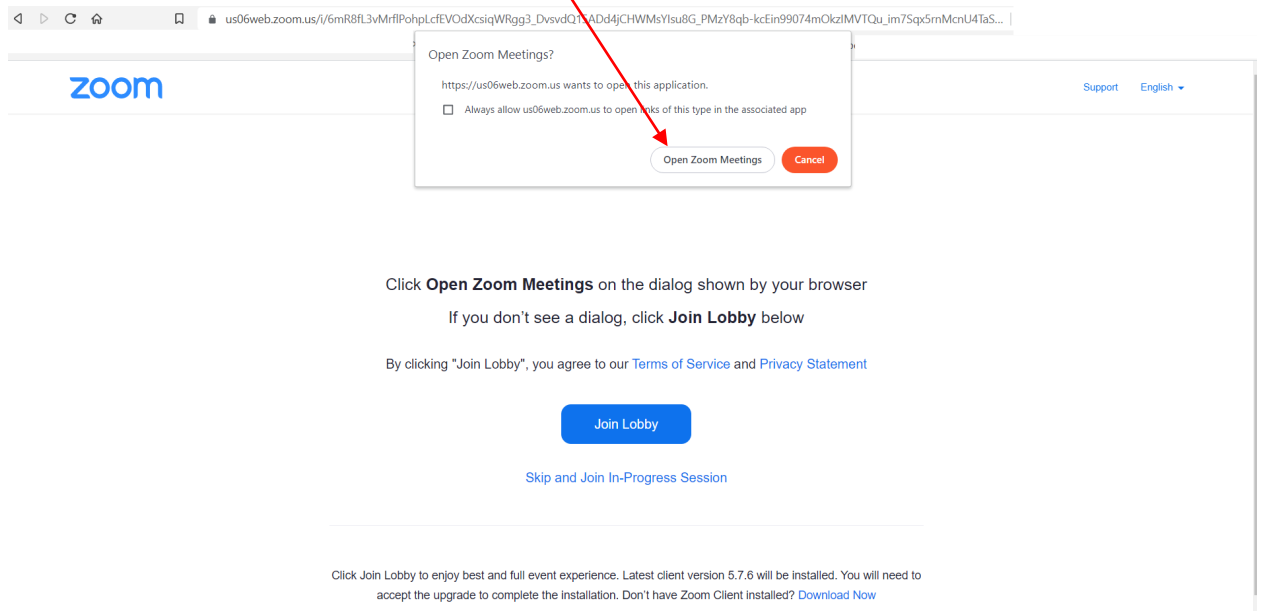 us06web.zoom.us/i/6mR8fL3vMrflPohpLcfEVOdXcsiqWRgg3_DvsvdQ1SADd4jCHWMsYIsu8G_PMzY8qb-kcEin99074mOkzIMVTQu_im7Sqx5rnMcnU4TaS...
Open Zoom Meetings?
https://us06web.zoom.us wants to open this application.
Always allow us06web.zoom.us to open links of this type in the associated app
Open Zoom Meetings Cancel
zoom
Support English
Click Open Zoom Meetings on the dialog shown by your browser
If you don't see a dialog, click Join Lobby below
By clicking "Join Lobby", you agree to our Terms of Service and Privacy Statement
Join Lobby
Skip and Join In-Progress Session
Click Join Lobby to enjoy best and full event experience. Latest client version 5.7.6 will be installed. You will need to
accept the upgrade to complete the installation. Don't have Zoom Client installed? Download Now